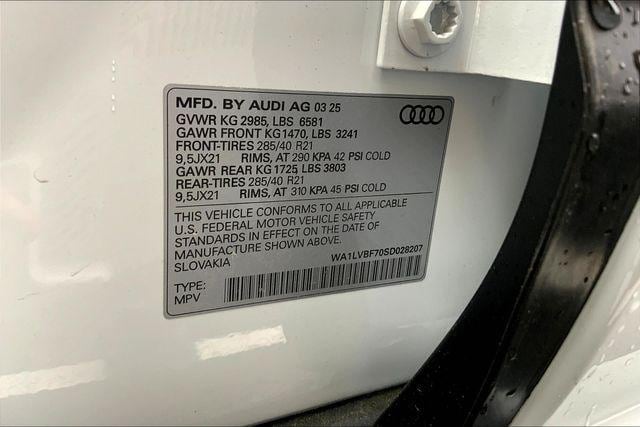 MFD. BY AUDI AG 03 25
GVWR KG 2985, LBS 6581
GAWR FRONT KG1470, LBS 3241
FRONT-TIRES 285/40 R21
9,5JX21 RIMS, AT 290 KPA 42 PSI COLD
GAWR REAR KG 1725, LBS 3803
REAR-TIRES 285/40 R21
9,5JX21 RIMS, AT 310 KPA 45 PSI COLD
THIS VEHICLE CONFORMS TO ALL APPLICABLE
U.S. FEDERAL MOTOR VEHICLE SAFETY
STANDARDS IN EFFECT ON THE DATE OF
MANUFACTURE SHOWN ABOVE.
SLOVAKIA WA1LVBF70SD028207
TYPE:
MPV